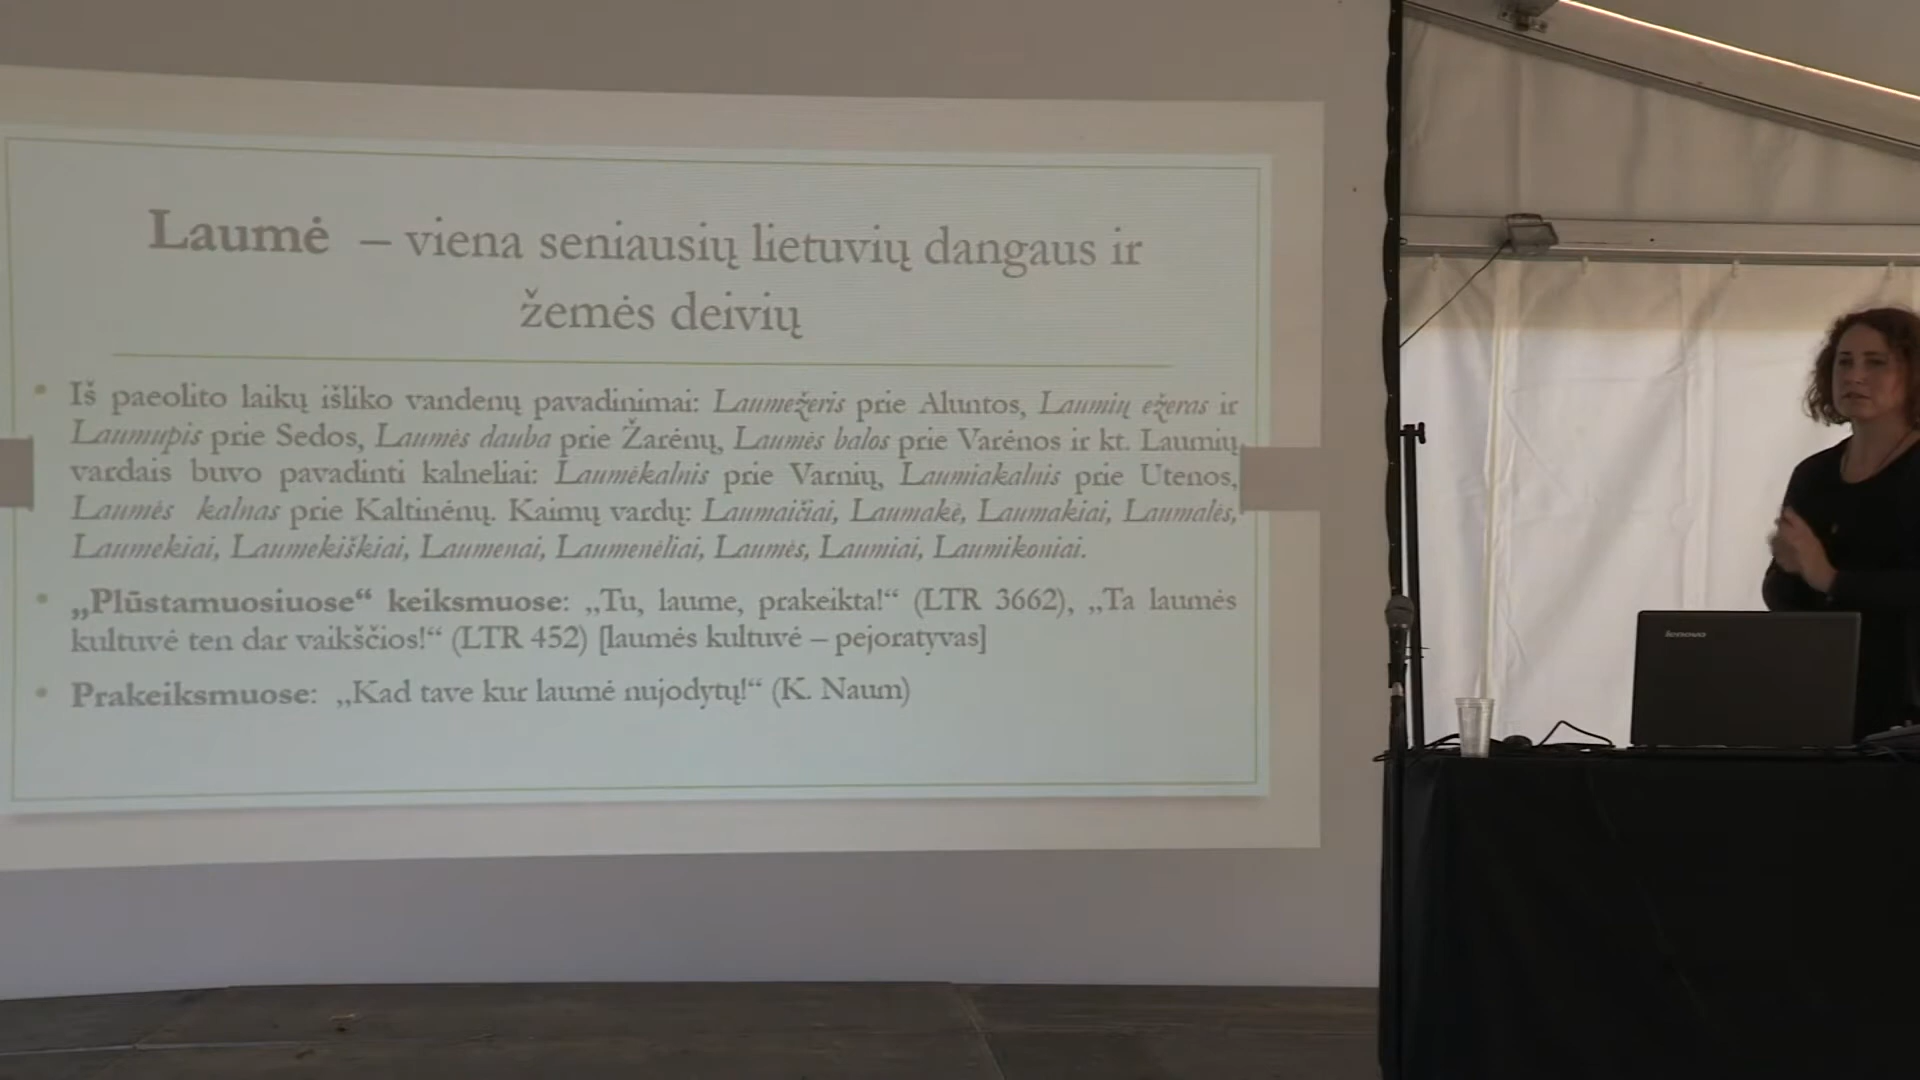 Laumė – viena seniausių lietuvių dangaus ir
žemės deivių
• Iš paeolito laikų išliko vandenų pavadinimai: Laumežeris prie Aluntos, Laumių ežeras ir
Laumupis prie Sedos, Laumės dauba prie Žarėnų, Laumės balos prie Varėnos ir kt. Laumių
vardais buvo pavadinti kalneliai: Laumėkalnis prie Varnių, Laumiakalnis prie Utenos,
Laumės kalnas prie Kaltinėnų. Kaimų vardų: Laumaičiai, Laumakė, Laumakiai, Laumalės,
Laumekiai, Laumekiškiai, Laumenai, Laumenėliai, Laumės, Laumiai, Laumikoniai.
• „Plūstamuosiuose“ keiksmuose: „Tu, laume, prakeikta!“ (LTR 3662), „Ta laumės
kultuvė ten dar vaikščios!“ (LTR 452) [laumės kultuvė – pejoratyvas]
• Prakeiksmuose: „Kad tave kur laumė nujodytų!“ (K. Naum)
lenovo